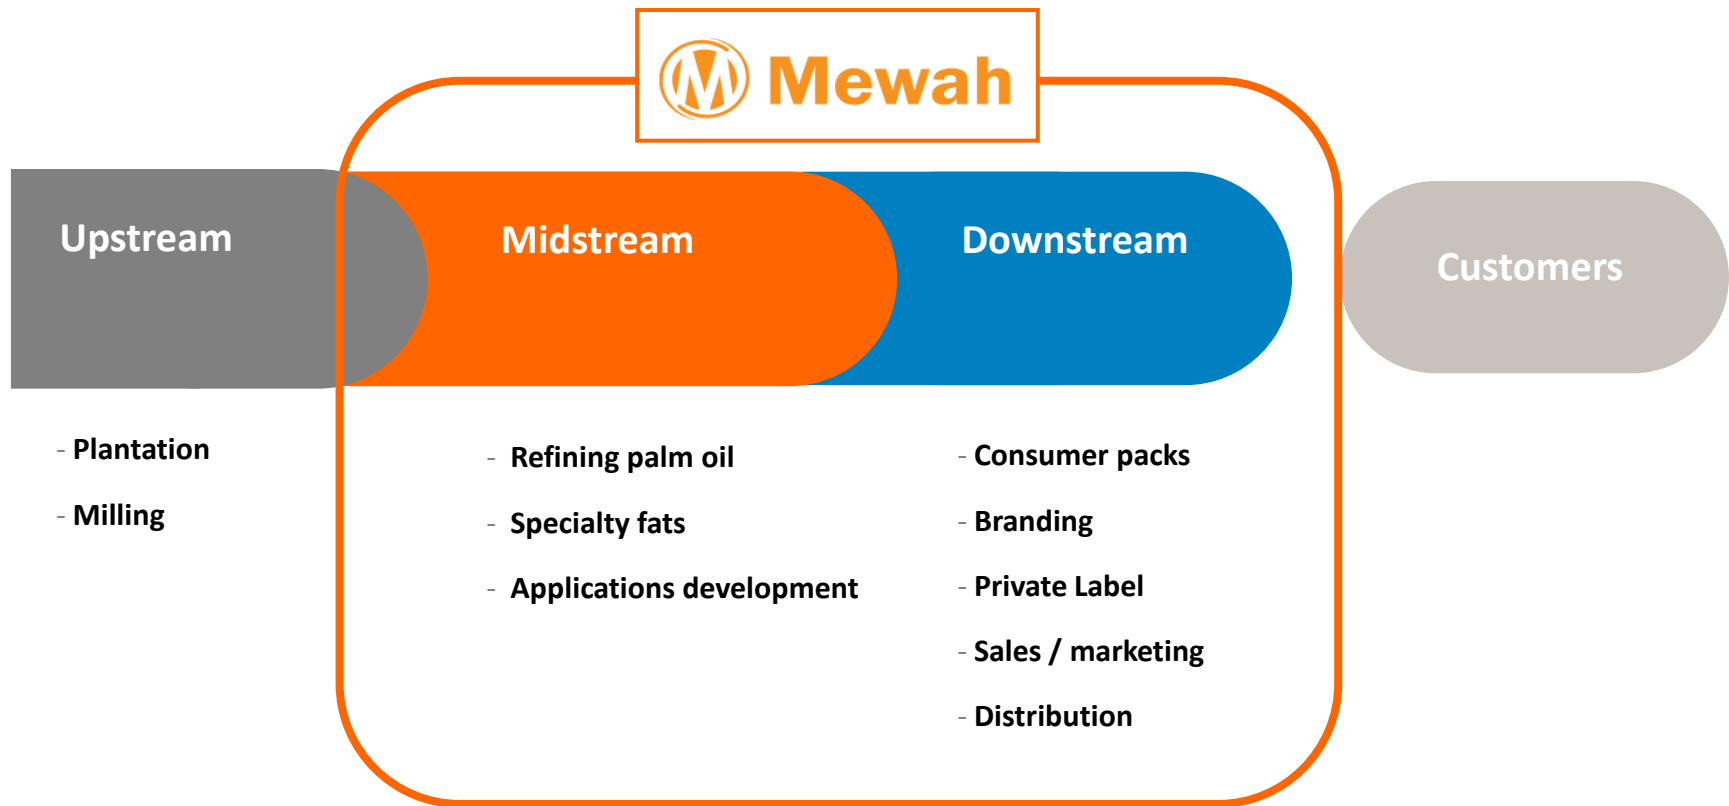 Mewah
Upstream
Midstream
Downstream
Customers
- Plantation
- Milling
- Refining palm oil
- Specialty fats
- Applications development
- Consumer packs
- Branding
- Private Label
- Sales / marketing
- Distribution